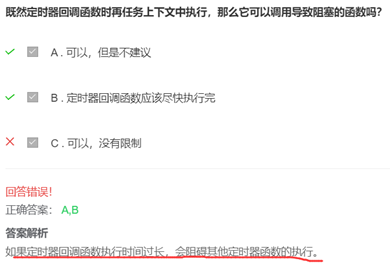 既然定时器回调函数时再任务上下文中执行，那么它可以调用导致阻塞的函数吗？
A . 可以，但是不建议
B . 定时器回调函数应该尽快执行完
C . 可以，没有限制
回答错误！
正确答案： A,B
答案解析
如果定时器回调函数执行时间过长，会阻碍其他定时器函数的执行。